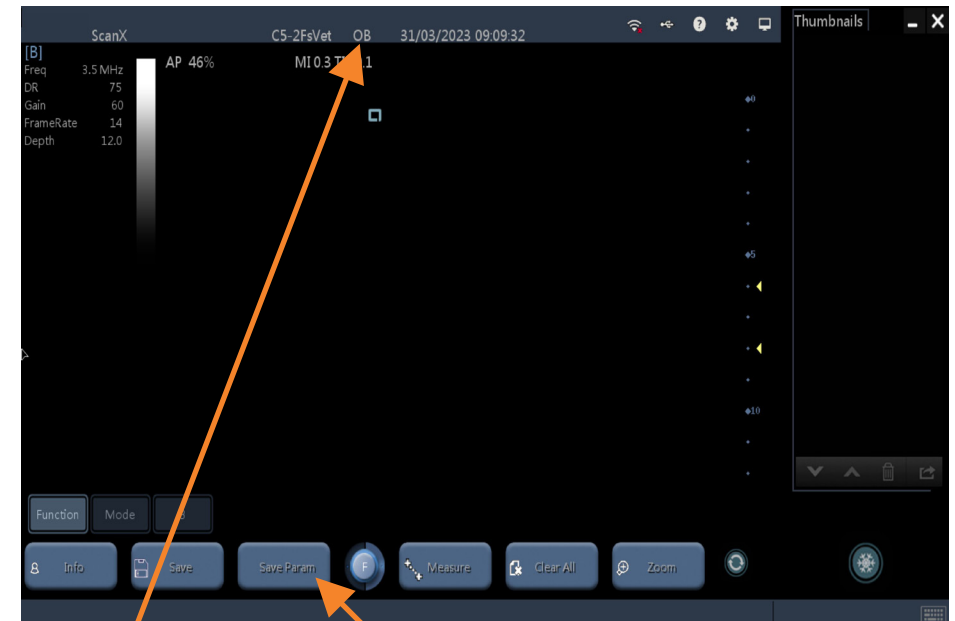 ScanX C5-2FsVet OB 31/03/2023 09:09:32 Thumbnails
[B]
Freq 3.5 MHz
DR 75
Gain 60
FrameRate 14
Depth 12.0
AP 46% MI 0.3
0
5
10
Function Mode
Info Save Save Param F Measure Clear All Zoom